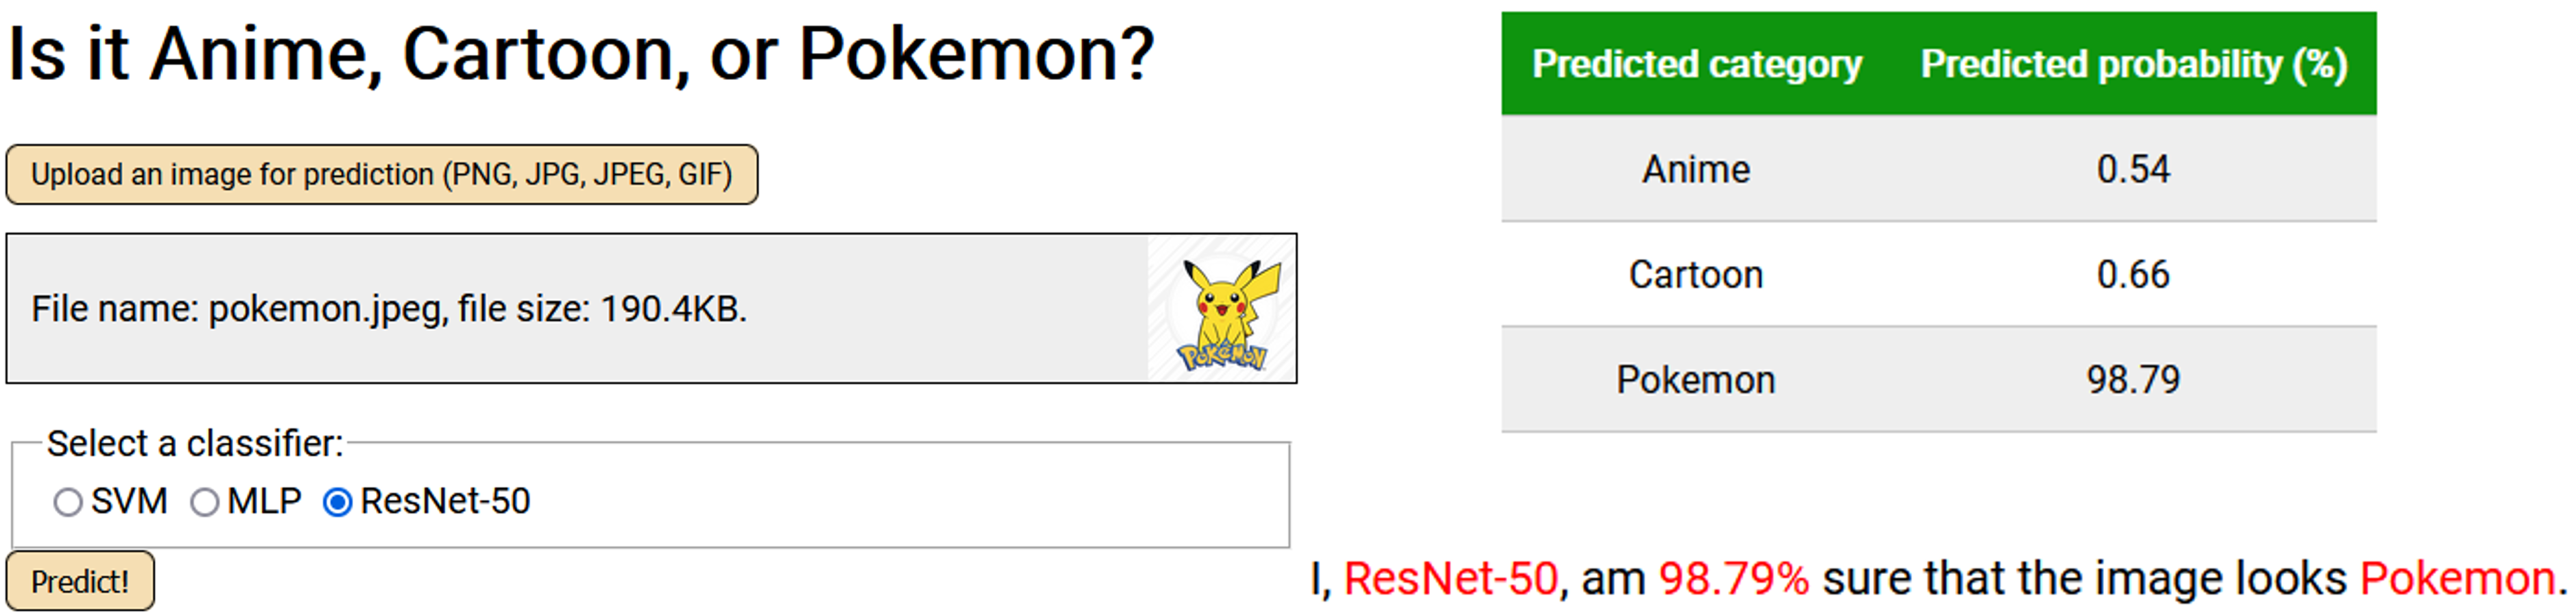 Is it Anime, Cartoon, or Pokemon?
Upload an image for prediction (PNG, JPG, JPEG, GIF)
File name: pokemon.jpeg, file size: 190.4KB.
POKéMON
Select a classifier:
SVM MLP ResNet-50
Predict!
Predicted category Predicted probability (%)
Anime 0.54
Cartoon 0.66
Pokemon 98.79
I, ResNet-50, am 98.79% sure that the image looks Pokemon.